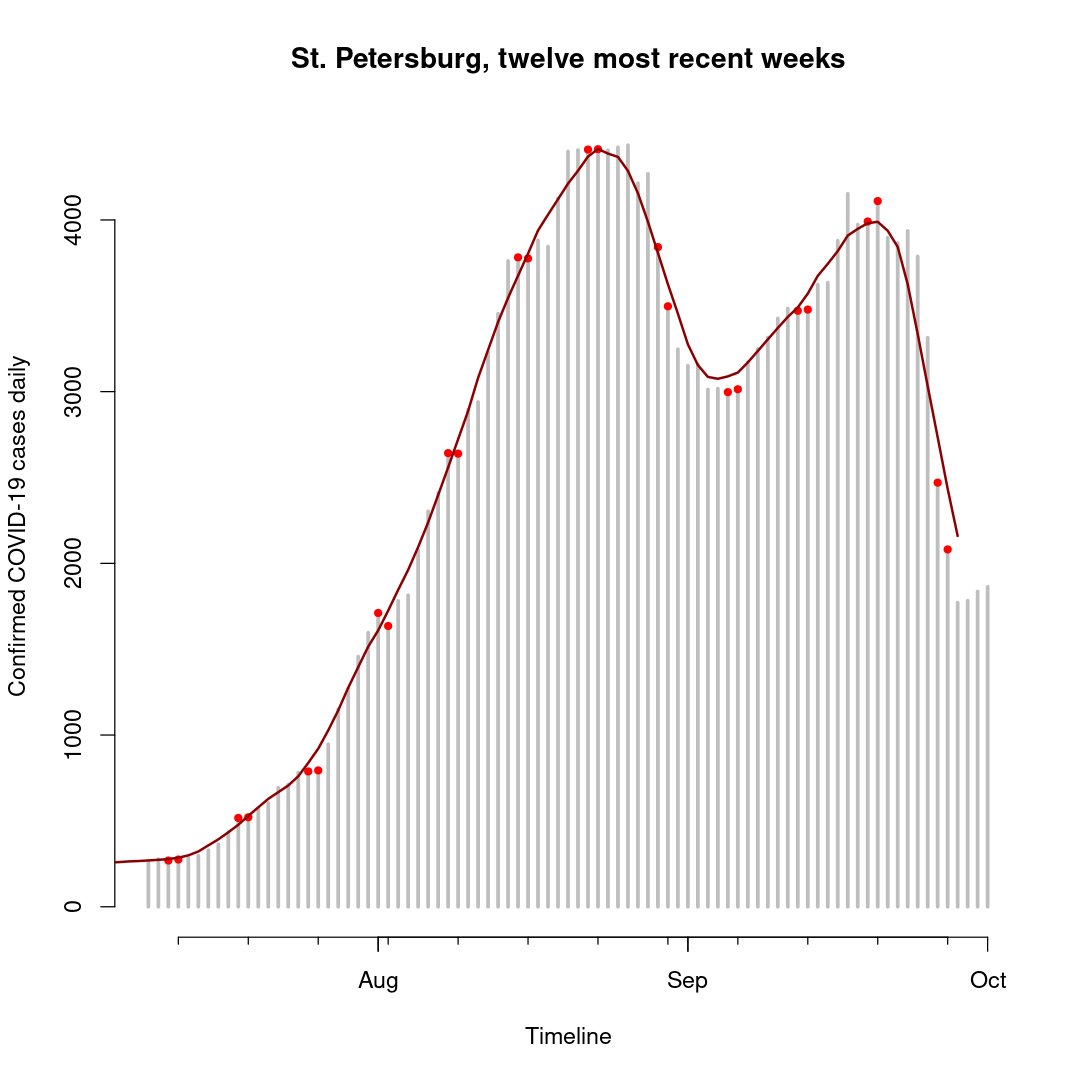 St. Petersburg, twelve most recent weeks
Confirmed COVID-19 cases daily
4000
3000
2000
1000
0
Aug
Sep
Oct
Timeline